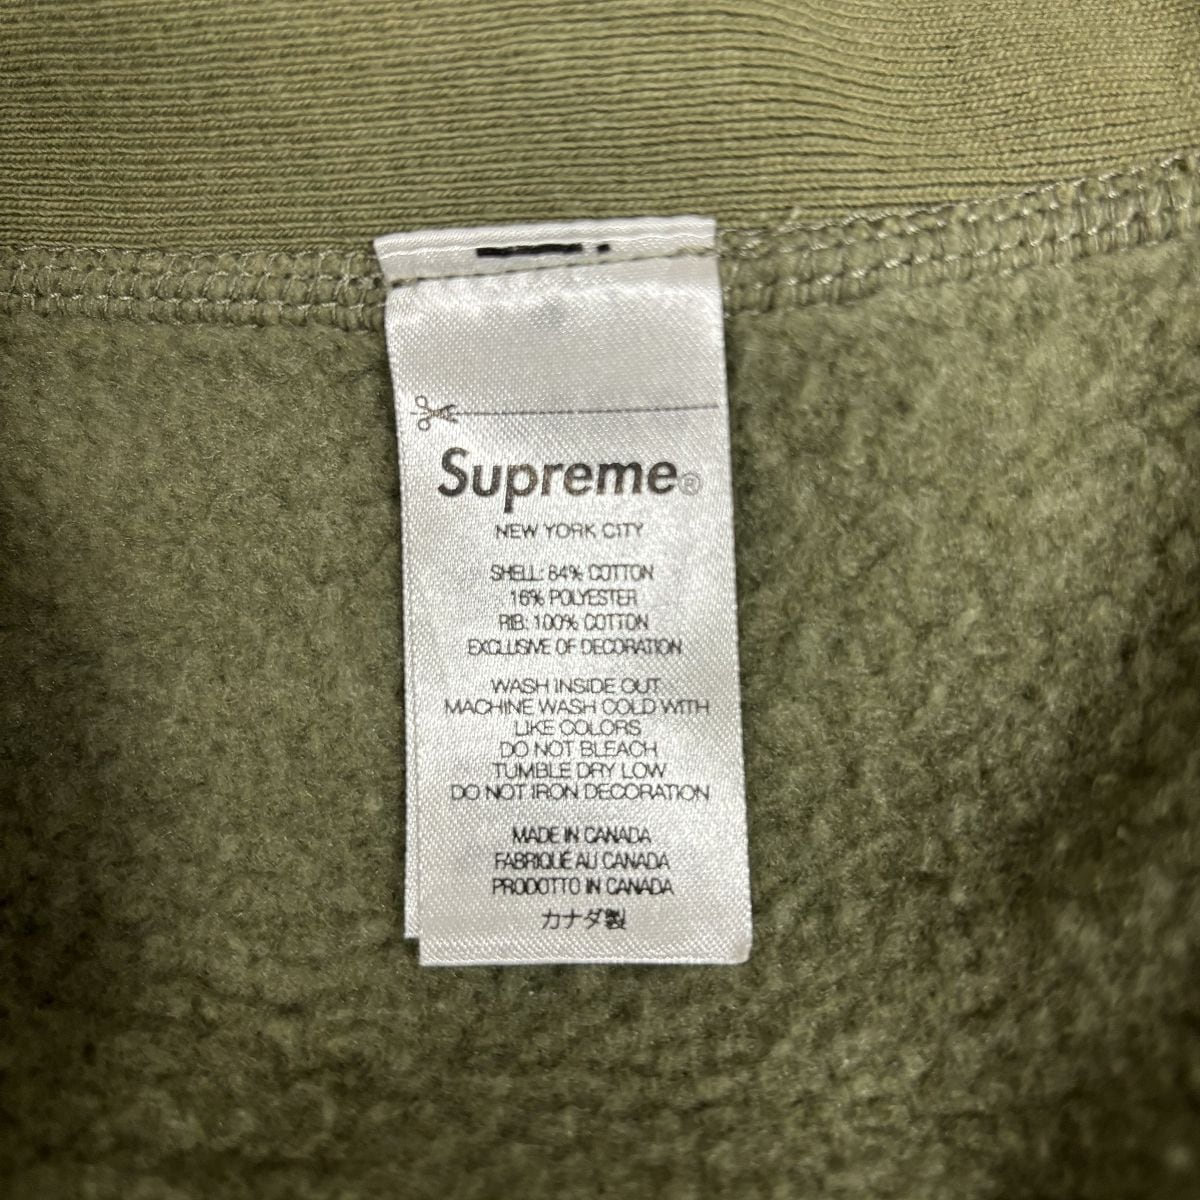 Supreme®
NEW YORK CITY
SHELL: 84% COTTON
16% POLYESTER
RIB: 100% COTTON
EXCLUSIVE OF DECORATION
WASH INSIDE OUT
MACHINE WASH COLD WITH
LIKE COLORS
DO NOT BLEACH
TUMBLE DRY LOW
DO NOT IRON DECORATION
MADE IN CANADA
FABRIQUÉ AU CANADA
PRODOTTO IN CANADA
カナダ製